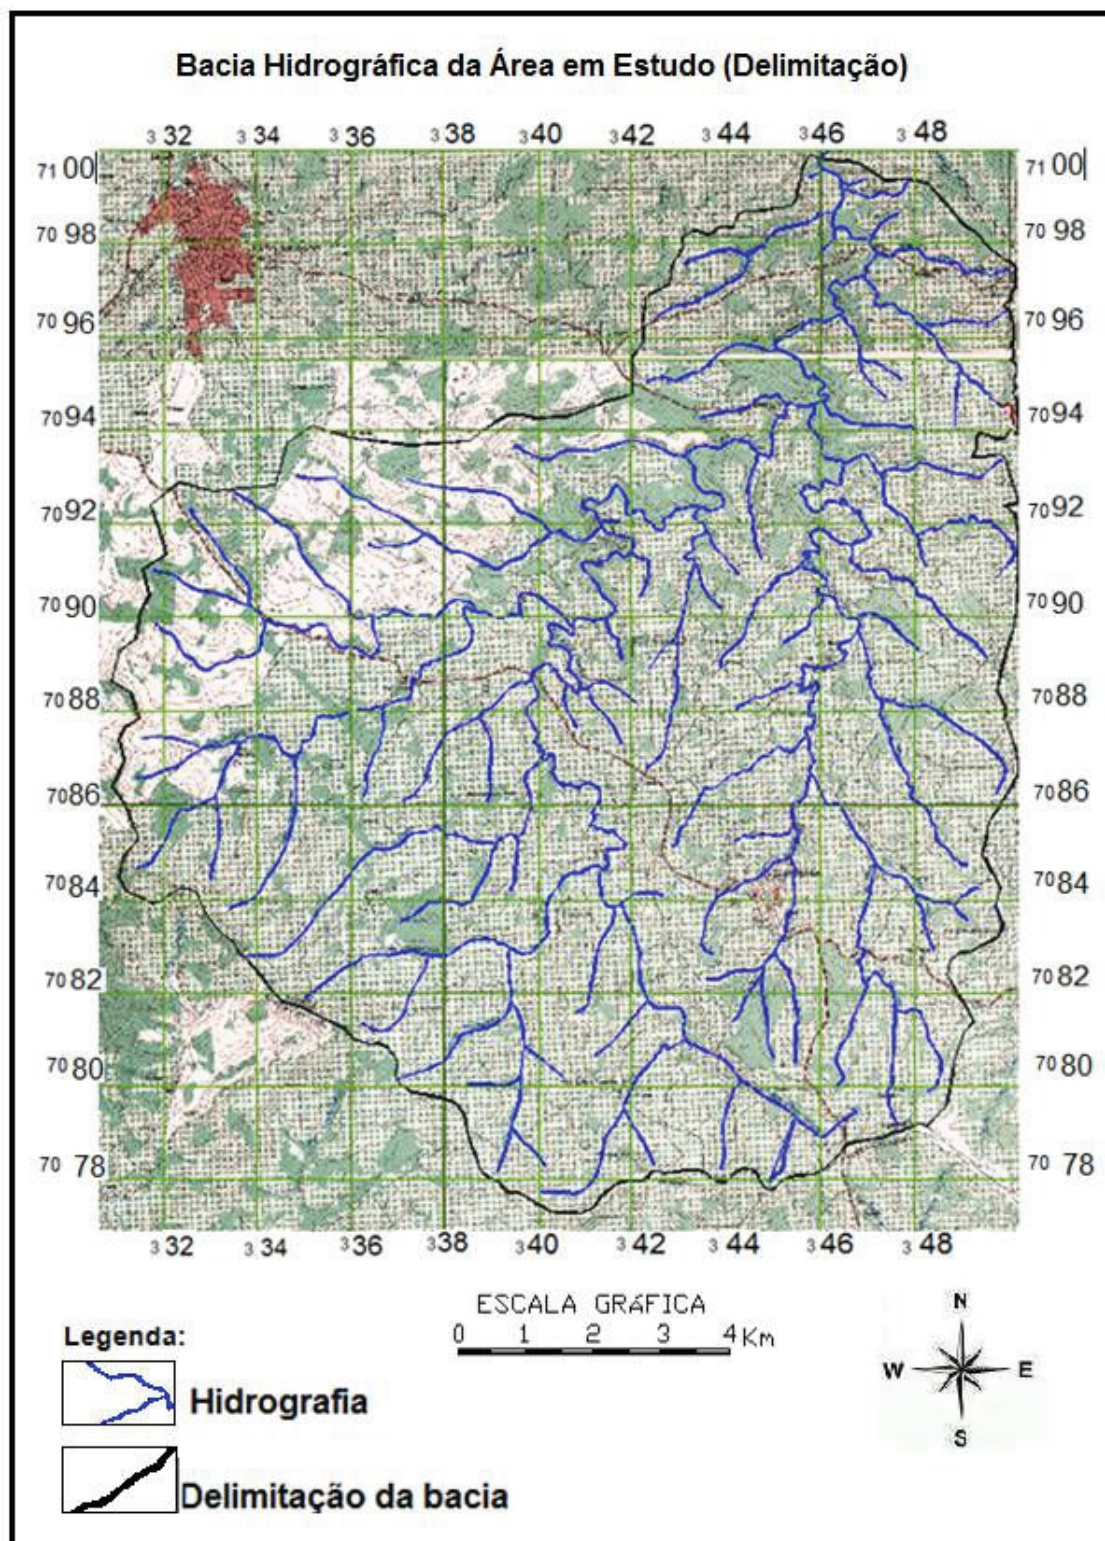 Bacia Hidrográfica da Área em Estudo (Delimitação)
3 32 3 34 3 36 3 38 3 40 3 42 3 44 3 46 3 48
71 00 71 00
70 98 70 98
70 96 70 96
70 94 70 94
70 92 70 92
70 90 70 90
70 88 70 88
70 86 70 86
70 84 70 84
70 82 70 82
70 80 70 80
70 78 70 78
3 32 3 34 3 36 3 38 3 40 3 42 3 44 3 46 3 48
ESCALA GRáFICA
0 1 2 3 4 Km
Legenda:
Hidrografia
Delimitação da bacia
N
W E
S